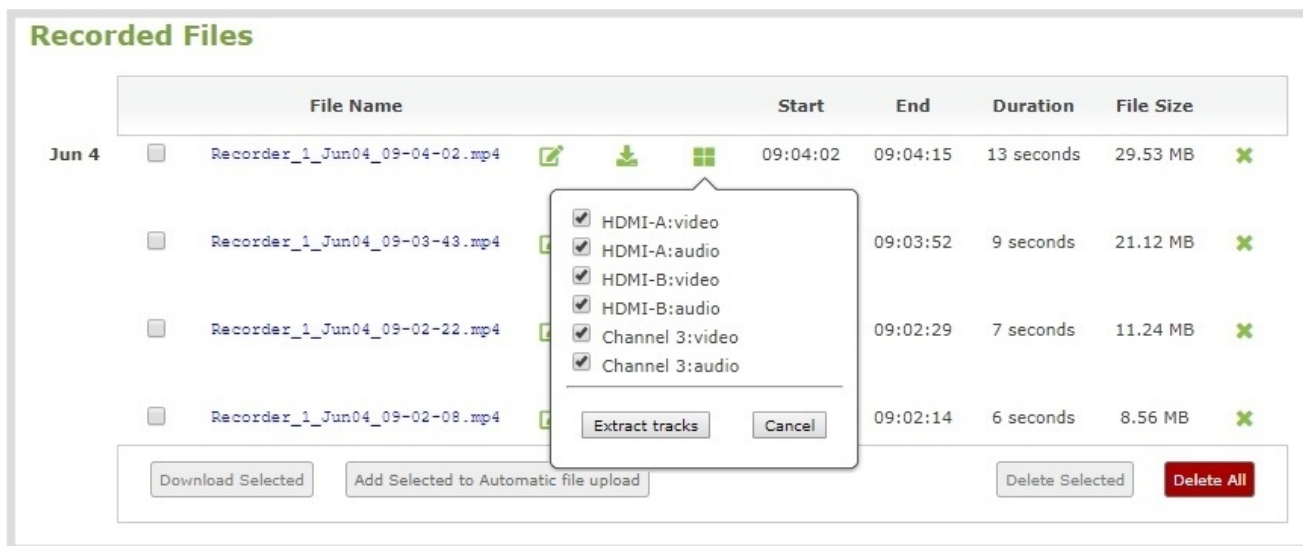 Recorded Files
File Name Start End Duration File Size
Jun 4 Recorder_1_Jun04_09-04-02.mp4 09:04:02 09:04:15 13 seconds 29.53 MB
HDMI-A:video
HDMI-A:audio
HDMI-B:video
HDMI-B:audio
Channel 3:video
Channel 3:audio
Extract tracks Cancel
Recorder_1_Jun04_09-03-43.mp4 09:03:52 9 seconds 21.12 MB
Recorder_1_Jun04_09-02-22.mp4 09:02:29 7 seconds 11.24 MB
Recorder_1_Jun04_09-02-08.mp4 09:02:14 6 seconds 8.56 MB
Download Selected Add Selected to Automatic file upload Delete Selected Delete All